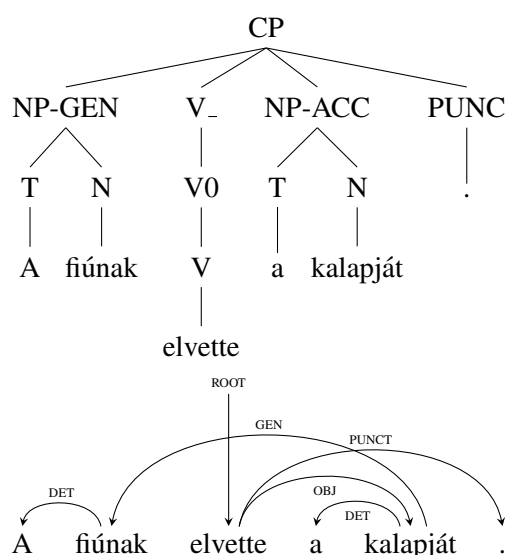 CP
NP-GEN V_ NP-ACC PUNC
T N V0 T N .
A fiúnak V a kalapját
elvette
ROOT
GEN PUNCT
DET OBJ
DET
A fiúnak elvette a kalapját .